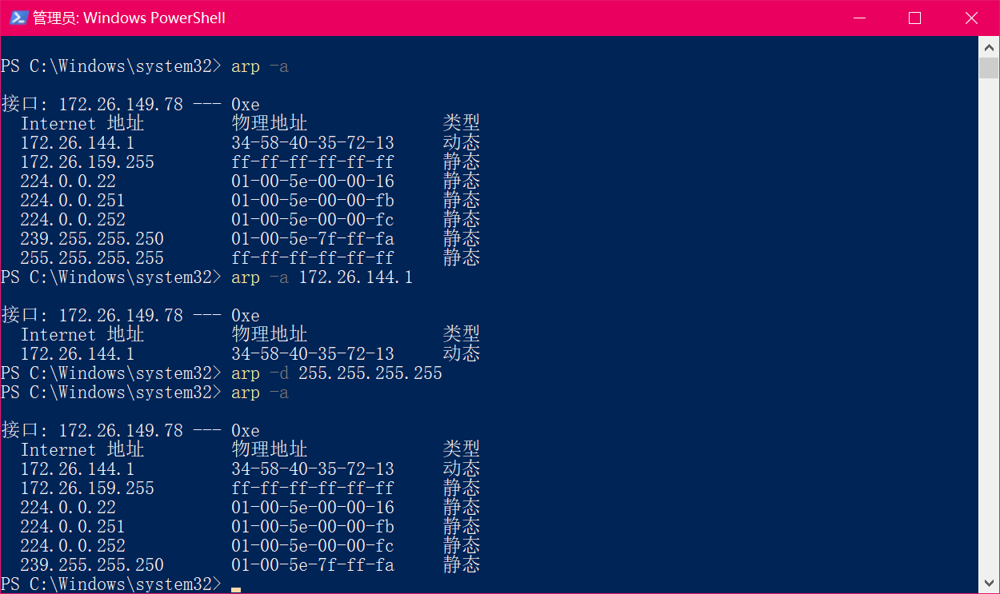 管理员: Windows PowerShell
PS C:\Windows\system32> arp -a
接口: 172.26.149.78 --- 0xe
Internet 地址 物理地址 类型
172.26.144.1 34-58-40-35-72-13 动态
172.26.159.255 ff-ff-ff-ff-ff-ff 静态
224.0.0.22 01-00-5e-00-00-16 静态
224.0.0.251 01-00-5e-00-00-fb 静态
224.0.0.252 01-00-5e-00-00-fc 静态
239.255.255.250 01-00-5e-7f-ff-fa 静态
255.255.255.255 ff-ff-ff-ff-ff-ff 静态
PS C:\Windows\system32> arp -a 172.26.144.1
接口: 172.26.149.78 --- 0xe
Internet 地址 物理地址 类型
172.26.144.1 34-58-40-35-72-13 动态
PS C:\Windows\system32> arp -d 255.255.255.255
PS C:\Windows\system32> arp -a
接口: 172.26.149.78 --- 0xe
Internet 地址 物理地址 类型
172.26.144.1 34-58-40-35-72-13 动态
172.26.159.255 ff-ff-ff-ff-ff-ff 静态
224.0.0.22 01-00-5e-00-00-16 静态
224.0.0.251 01-00-5e-00-00-fb 静态
224.0.0.252 01-00-5e-00-00-fc 静态
239.255.255.250 01-00-5e-7f-ff-fa 静态
PS C:\Windows\system32>